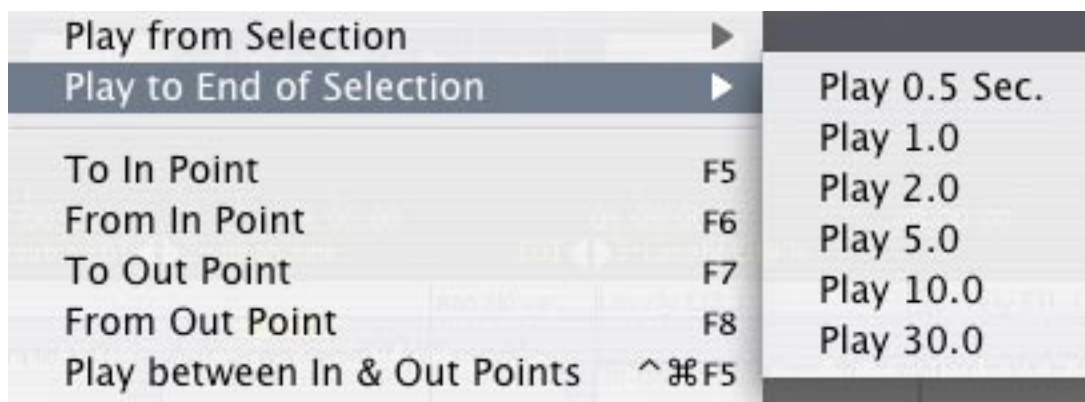 Play from Selection
Play to End of Selection
To In Point F5
From In Point F6
To Out Point F7
From Out Point F8
Play between In & Out Points ^⌘F5
Play 0.5 Sec.
Play 1.0
Play 2.0
Play 5.0
Play 10.0
Play 30.0